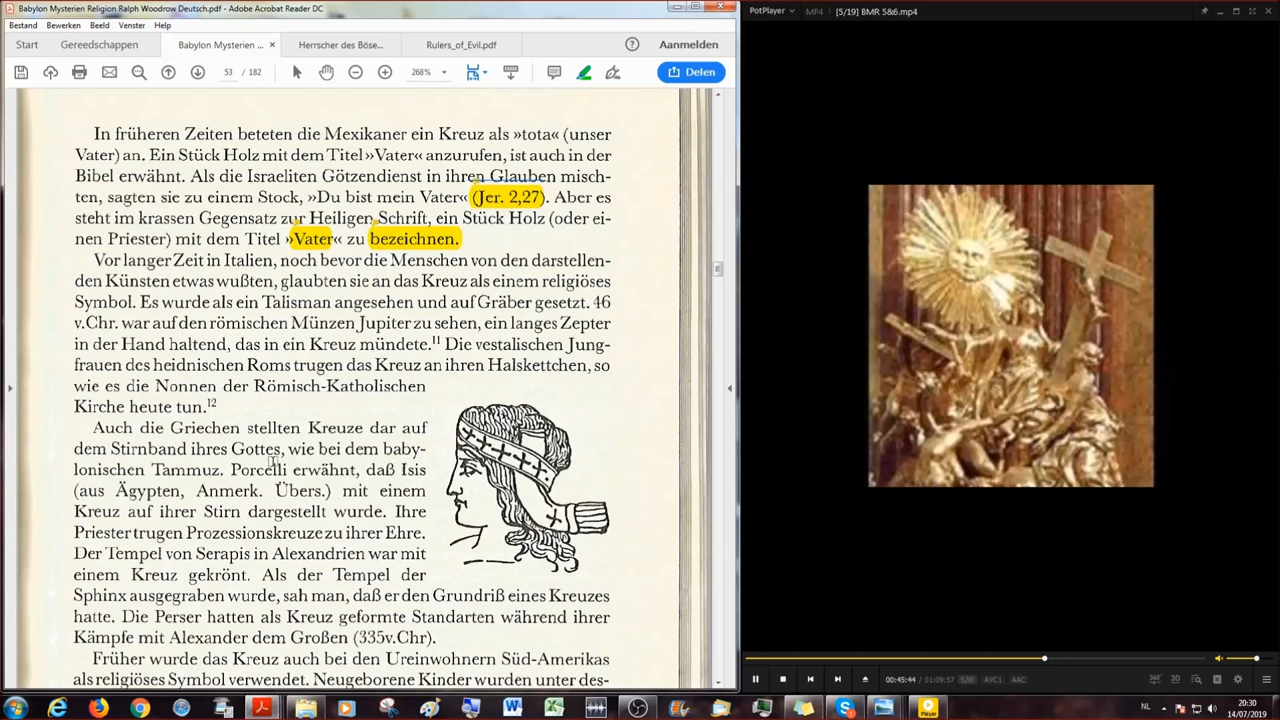 Babylon Mysterien Religion Ralph Woodrow Deutsch.pdf - Adobe Acrobat Reader DC
Bestand Bewerken Beeld Venster Help
Start Gereedschappen Babylon Mysterien ... × Herrscher des Böse... Rulers_of_Evil.pdf Aanmelden
53 / 182 268% Delen
In früheren Zeiten beteten die Mexikaner ein Kreuz als »tota« (unser
Vater) an. Ein Stück Holz mit dem Titel »Vater« anzurufen, ist auch in der
Bibel erwähnt. Als die Israeliten Götzendienst in ihren Glauben misch-
ten, sagten sie zu einem Stock, »Du bist mein Vater« (Jer. 2,27). Aber es
steht im krassen Gegensatz zur Heiligen Schrift, ein Stück Holz (oder ei-
nen Priester) mit dem Titel »Vater« zu bezeichnen.
Vor langer Zeit in Italien, noch bevor die Menschen von den darstellen-
den Künsten etwas wußten, glaubten sie an das Kreuz als einem religiöses
Symbol. Es wurde als ein Talisman angesehen und auf Gräber gesetzt. 46
v.Chr. war auf den römischen Münzen Jupiter zu sehen, ein langes Zepter
in der Hand haltend, das in ein Kreuz mündete.¹¹ Die vestalischen Jung-
frauen des heidnischen Roms trugen das Kreuz an ihren Halskettchen, so
wie es die Nonnen der Römisch-Katholischen
Kirche heute tun.¹²
Auch die Griechen stellten Kreuze dar auf
dem Stirnband ihres Gottes, wie bei dem baby-
lonischen Tammuz. Porcelli erwähnt, daß Isis
(aus Ägypten, Anmerk. Übers.) mit einem
Kreuz auf ihrer Stirn dargestellt wurde. Ihre
Priester trugen Prozessionskreuze zu ihrer Ehre.
Der Tempel von Serapis in Alexandrien war mit
einem Kreuz gekrönt. Als der Tempel der
Sphinx ausgegraben wurde, sah man, daß er den Grundriß eines Kreuzes
hatte. Die Perser hatten als Kreuz geformte Standarten während ihrer
Kämpfe mit Alexander dem Großen (335v.Chr).
Früher wurde das Kreuz auch bei den Ureinwohnern Süd-Amerikas
als religiöses Symbol verwendet. Neugeborene Kinder wurden unter des-
PotPlayer MP4 [5/19] BMR 5&6.mp4
00:45:44 / 01:09:57 S/W AVC1 AAC
360° 3D
Player
NL 20:30
14/07/2019